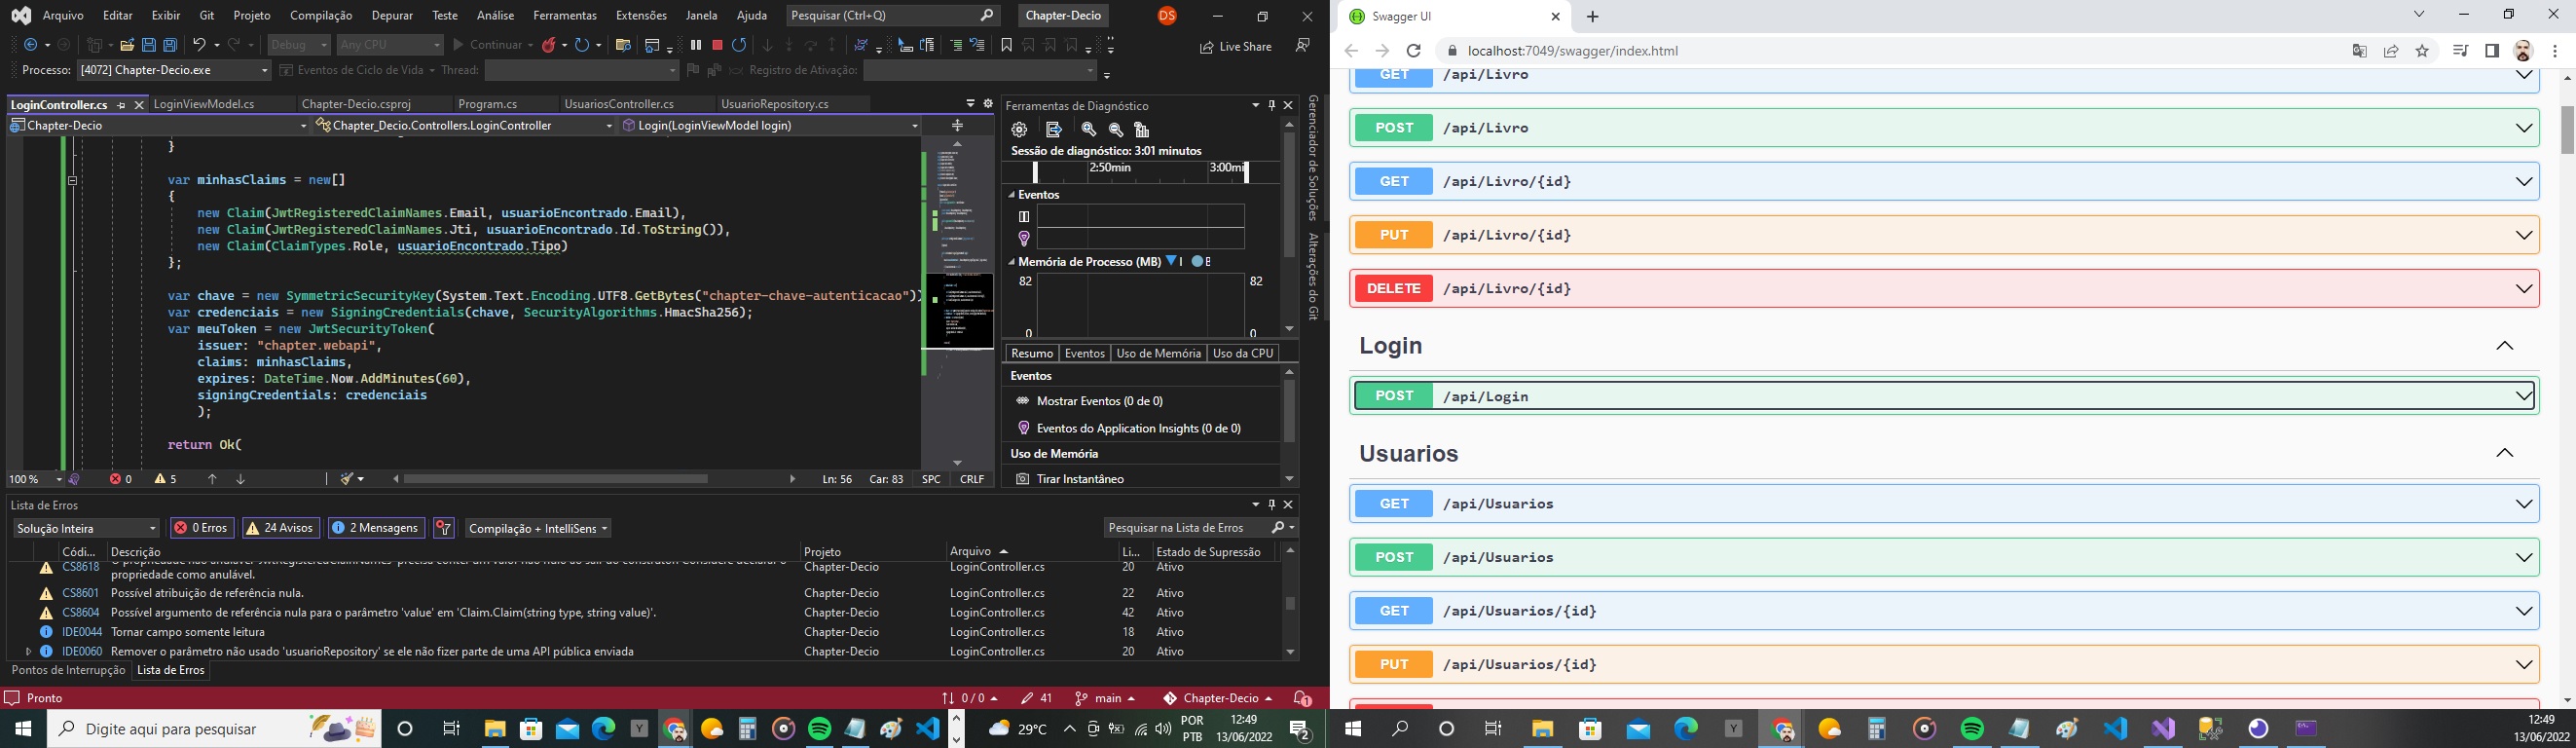 Arquivo Editar Exibir Git Projeto Compilação Depurar Teste Análise Ferramentas Extensões Janela Ajuda Pesquisar (Ctrl+Q) Chapter-Decio DS
Debug Any CPU Continuar Live Share
Processo: [4072] Chapter-Decio.exe Eventos de Ciclo de Vida Thread: Registro de Ativação:
LoginController.cs LoginViewModel.cs Chapter-Decio.csproj Program.cs UsuariosController.cs UsuarioRepository.cs
Chapter-Decio Chapter_Decio.Controllers.LoginController Login(LoginViewModel login)
}
var minhasClaims = new[]
{
new Claim(JwtRegisteredClaimNames.Email, usuarioEncontrado.Email),
new Claim(JwtRegisteredClaimNames.Jti, usuarioEncontrado.Id.ToString()),
new Claim(ClaimTypes.Role, usuarioEncontrado.Tipo)
};
var chave = new SymmetricSecurityKey(System.Text.Encoding.UTF8.GetBytes("chapter-chave-autenticacao"))
var credenciais = new SigningCredentials(chave, SecurityAlgorithms.HmacSha256);
var meuToken = new JwtSecurityToken(
issuer: "chapter.webapi",
claims: minhasClaims,
expires: DateTime.Now.AddMinutes(60),
signingCredentials: credenciais
);
return Ok(
100 % 0 5 Ln: 56 Car: 83 SPC CRLF
Ferramentas de Diagnóstico
Sessão de diagnóstico: 3:01 minutos
2:50min 3:00mi
Eventos
Memória de Processo (MB)
82 82
0 0
Resumo Eventos Uso de Memória Uso da CPU
Eventos
Mostrar Eventos (0 de 0)
Eventos do Application Insights (0 de 0)
Uso de Memória
Tirar Instantâneo
Gerenciador de Soluções
Alterações do Git
Lista de Erros
Solução Inteira 0 Erros 24 Avisos 2 Mensagens Compilação + IntelliSens Pesquisar na Lista de Erros
Códi... Descrição Projeto Arquivo Li... Estado de Supressão
CS8618 Chapter-Decio LoginController.cs 20 Ativo
propriedade como anulável.
CS8601 Possível atribuição de referência nula. Chapter-Decio LoginController.cs 22 Ativo
CS8604 Possível argumento de referência nula para o parâmetro 'value' em 'Claim.Claim(string type, string value)'. Chapter-Decio LoginController.cs 42 Ativo
IDE0044 Tornar campo somente leitura Chapter-Decio LoginController.cs 18 Ativo
IDE0060 Remover o parâmetro não usado 'usuarioRepository' se ele não fizer parte de uma API pública enviada Chapter-Decio LoginController.cs 20 Ativo
Pontos de Interrupção Lista de Erros
Pronto 0 / 0 41 main Chapter-Decio 1
Digite aqui para pesquisar 29°C POR PTB 12:49 13/06/2022 2
Swagger UI
localhost:7049/swagger/index.html
GET /api/Livro
POST /api/Livro
GET /api/Livro/{id}
PUT /api/Livro/{id}
DELETE /api/Livro/{id}
Login
POST /api/Login
Usuarios
GET /api/Usuarios
POST /api/Usuarios
GET /api/Usuarios/{id}
PUT /api/Usuarios/{id}
12:49
13/06/2022